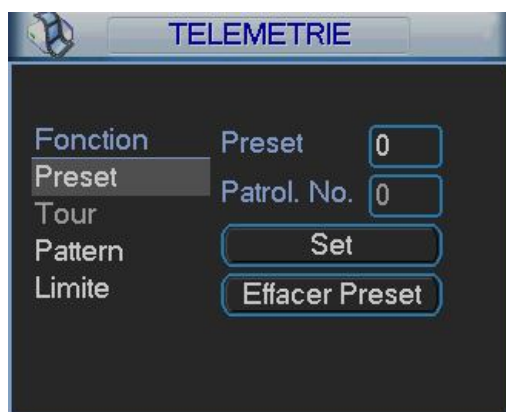 TELEMETRIE
Fonction
Preset
Tour
Pattern
Limite
Preset 0
Patrol. No. 0
Set
Effacer Preset